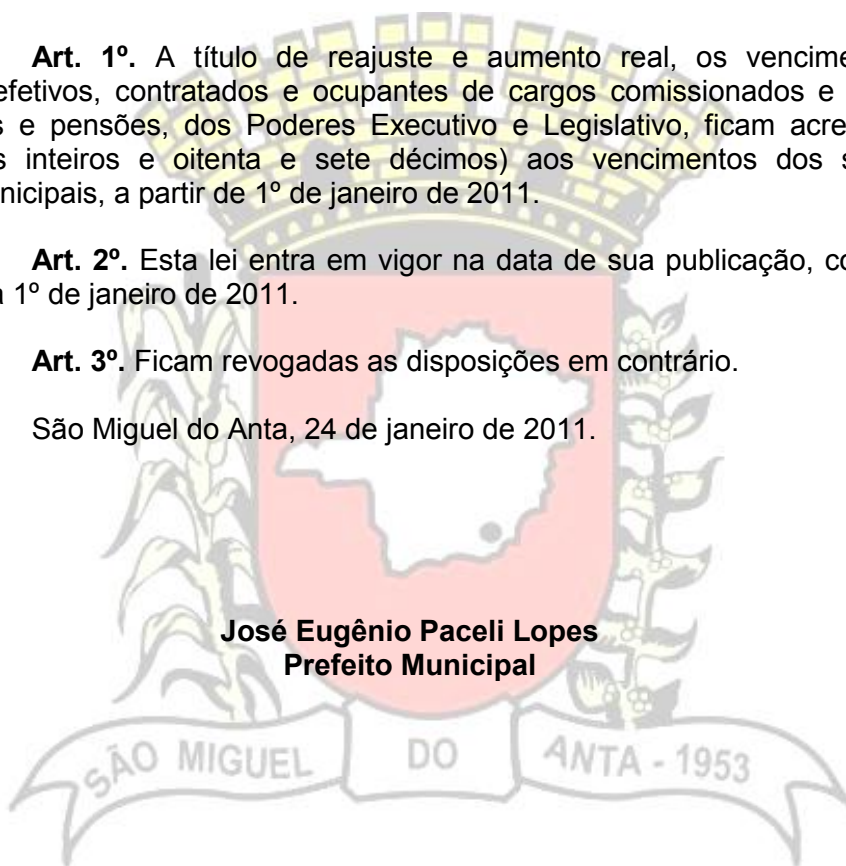 Art. 1º. A título de reajuste e aumento real, os vencime
efetivos, contratados e ocupantes de cargos comissionados e
s e pensões, dos Poderes Executivo e Legislativo, ficam acre
s inteiros e oitenta e sete décimos) aos vencimentos dos s
nicipais, a partir de 1º de janeiro de 2011.
Art. 2º. Esta lei entra em vigor na data de sua publicação, co
a 1º de janeiro de 2011.
Art. 3º. Ficam revogadas as disposições em contrário.
São Miguel do Anta, 24 de janeiro de 2011.
José Eugênio Paceli Lopes
Prefeito Municipal
SÃO MIGUEL DO ANTA - 1953